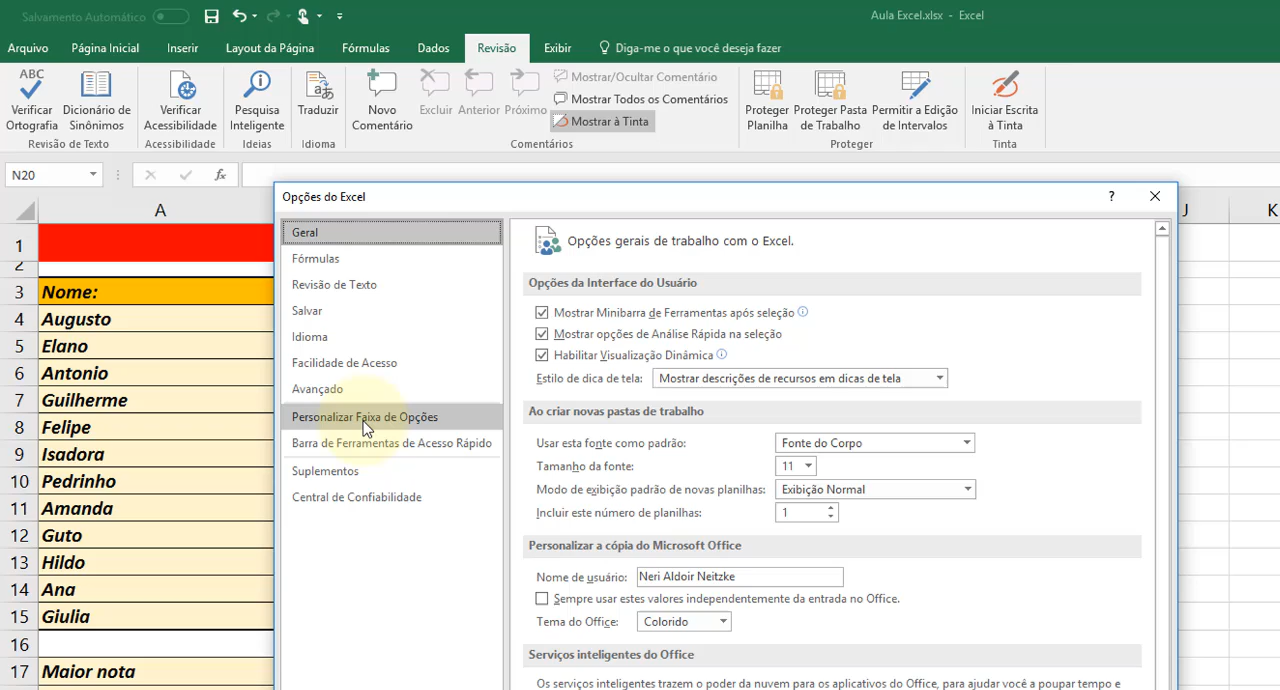 Salvamento Automático
Aula Excel.xlsx - Excel
Arquivo Página Inicial Inserir Layout da Página Fórmulas Dados Revisão Exibir Diga-me o que você deseja fazer
ABC
Verificar Ortografia
Dicionário de Sinônimos
Revisão de Texto
Verificar Acessibilidade
Acessibilidade
Pesquisa Inteligente
Ideias
Traduzir
Idioma
Novo Comentário
Excluir
Anterior
Próximo
Mostrar/Ocultar Comentário
Mostrar Todos os Comentários
Mostrar à Tinta
Comentários
Proteger Planilha
Proteger Pasta de Trabalho
Permitir a Edição de Intervalos
Proteger
Iniciar Escrita à Tinta
Tinta
N20
fx
A J K
1
2
3 Nome:
4 Augusto
5 Elano
6 Antonio
7 Guilherme
8 Felipe
9 Isadora
10 Pedrinho
11 Amanda
12 Guto
13 Hildo
14 Ana
15 Giulia
16
17 Maior nota
Opções do Excel
?
Geral
Fórmulas
Revisão de Texto
Salvar
Idioma
Facilidade de Acesso
Avançado
Personalizar Faixa de Opções
Barra de Ferramentas de Acesso Rápido
Suplementos
Central de Confiabilidade
Opções gerais de trabalho com o Excel.
Opções da Interface do Usuário
Mostrar Minibarra de Ferramentas após seleção
Mostrar opções de Análise Rápida na seleção
Habilitar Visualização Dinâmica
Estilo de dica de tela: Mostrar descrições de recursos em dicas de tela
Ao criar novas pastas de trabalho
Usar esta fonte como padrão: Fonte do Corpo
Tamanho da fonte: 11
Modo de exibição padrão de novas planilhas: Exibição Normal
Incluir este número de planilhas: 1
Personalizar a cópia do Microsoft Office
Nome de usuário: Neri Aldoir Neitzke
Sempre usar estes valores independentemente da entrada no Office.
Tema do Office: Colorido
Serviços inteligentes do Office
Os serviços inteligentes trazem o poder da nuvem para os aplicativos do Office, para ajudar você a poupar tempo e